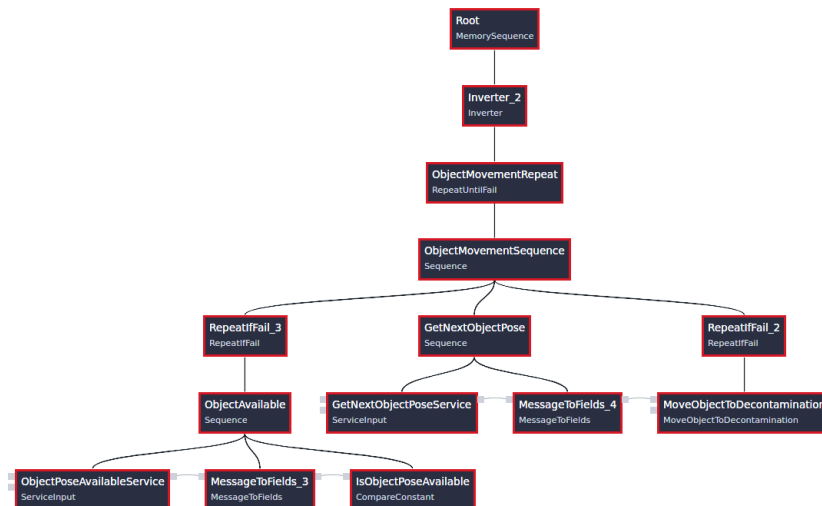 Root
MemorySequence
Inverter_2
Inverter
ObjectMovementRepeat
RepeatUntilFail
ObjectMovementSequence
Sequence
RepeatIfFail_3
RepeatIfFail
GetNextObjectPose
Sequence
RepeatIfFail_2
RepeatIfFail
ObjectAvailable
Sequence
GetNextObjectPoseService
ServiceInput
MessageToFields_4
MessageToFields
MoveObjectToDecontamination
MoveObjectToDecontamination
ObjectPoseAvailableService
ServiceInput
MessageToFields_3
MessageToFields
IsObjectPoseAvailable
CompareConstant